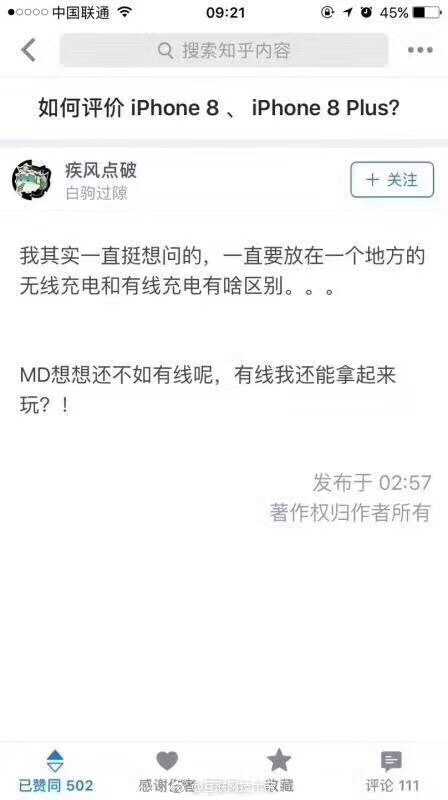 中国联通 09:21 45%
搜索知乎内容
如何评价 iPhone 8 、 iPhone 8 Plus?
疾风点破
白驹过隙
+ 关注
我其实一直挺想问的，一直要放在一个地方的
无线充电和有线充电有啥区别。。。
MD想想还不如有线呢，有线我还能拿起来
玩？！
发布于 02:57
著作权归作者所有
已赞同 502 感谢作者 收藏 评论 111